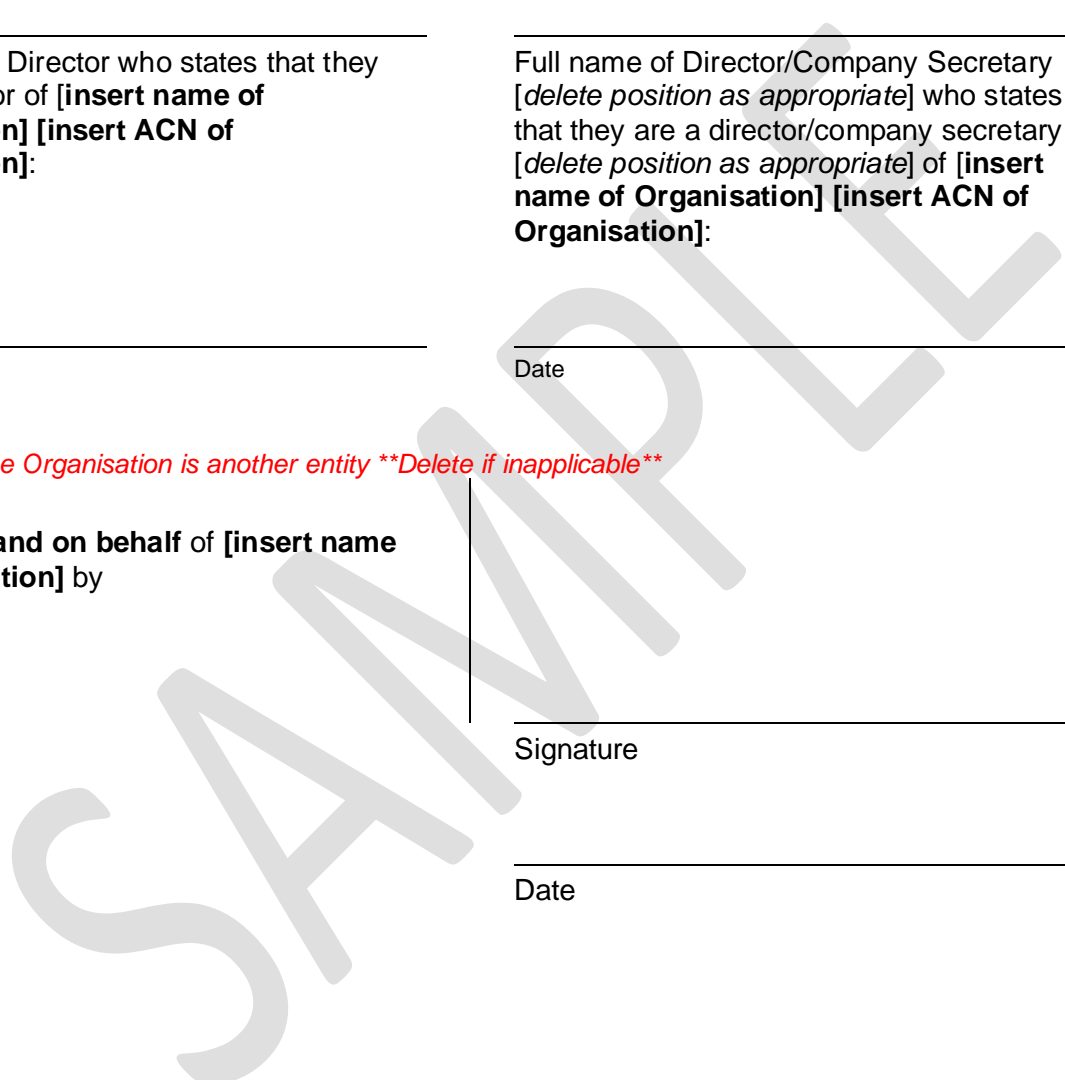 Director who states that they
or of [insert name of
n] [insert ACN of
n]:
Full name of Director/Company Secretary
[delete position as appropriate] who states
that they are a director/company secretary
[delete position as appropriate] of [insert
name of Organisation] [insert ACN of
Organisation]:
Date
e Organisation is another entity **Delete if inapplicable**
and on behalf of [insert name
tion] by
Signature
Date
SAMPLE